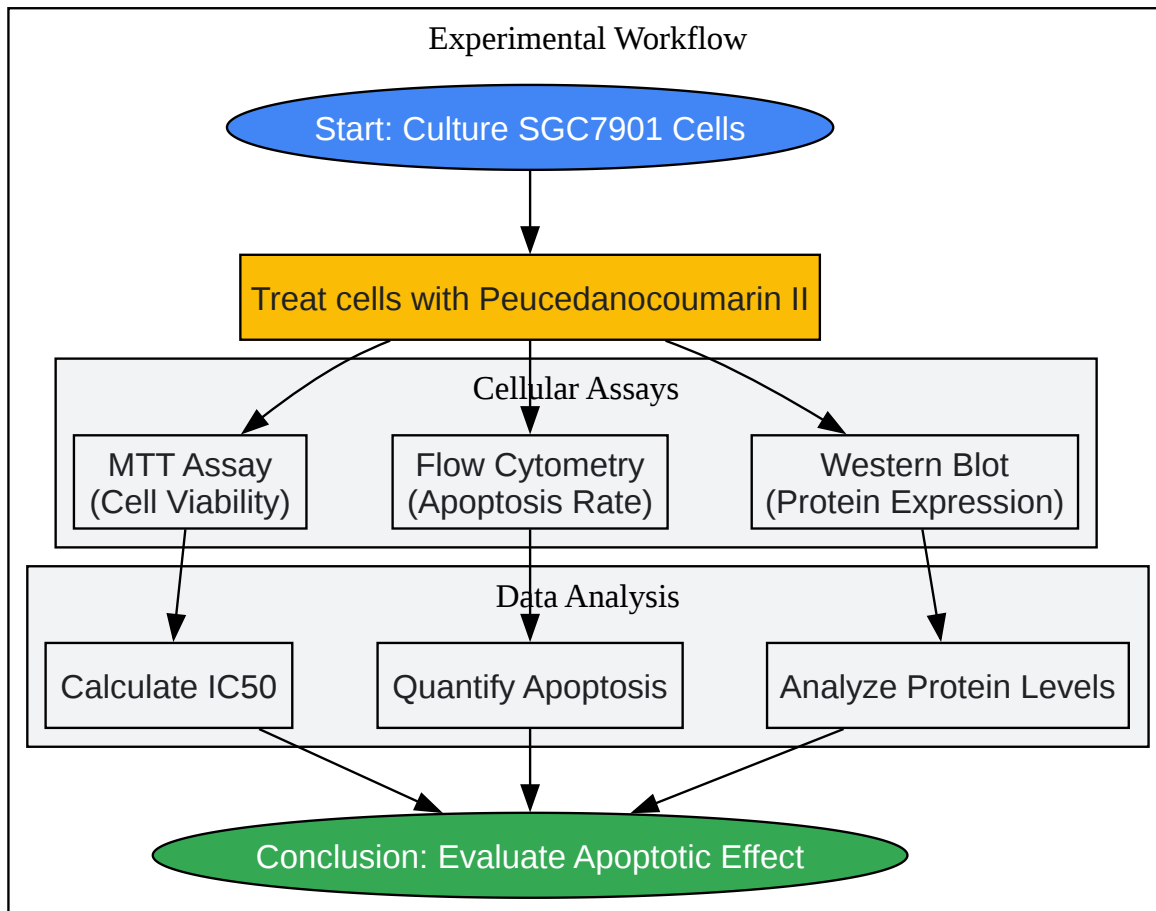 Experimental Workflow
Start: Culture SGC7901 Cells
Treat cells with Peucedanocoumarin II
Cellular Assays
MTT Assay
(Cell Viability)
Flow Cytometry
(Apoptosis Rate)
Western Blot
(Protein Expression)
Data Analysis
Calculate IC50
Quantify Apoptosis
Analyze Protein Levels
Conclusion: Evaluate Apoptotic Effect